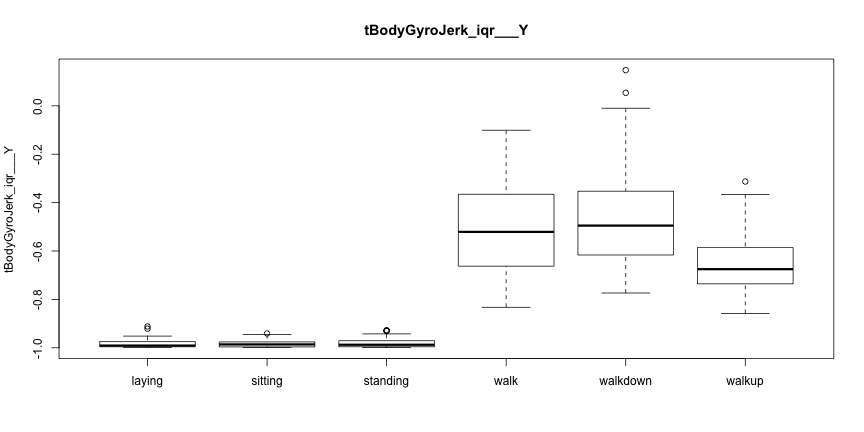 tBodyGyroJerk_iqr___Y
tBodyGyroJerk_iqr___Y
0.0
-0.2
-0.4
-0.6
-0.8
-1.0
laying sitting standing walk walkdown walkup